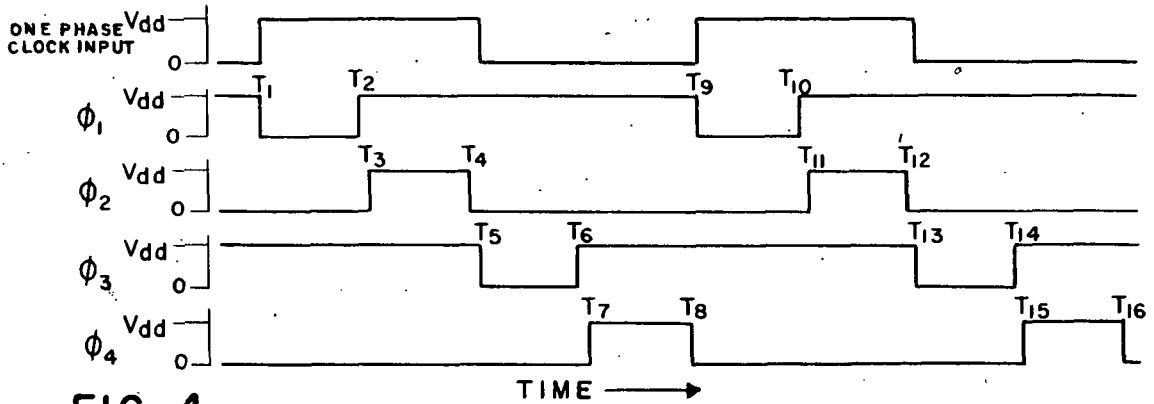 ONE PHASE
CLOCK INPUT
Vdd
0
T1 T2 T9 T10
Vdd
ϕ1
0
T3 T4 T11 T12
Vdd
ϕ2
0
T5 T6 T13 T14
Vdd
ϕ3
0
T7 T8 T15 T16
Vdd
ϕ4
0
TIME